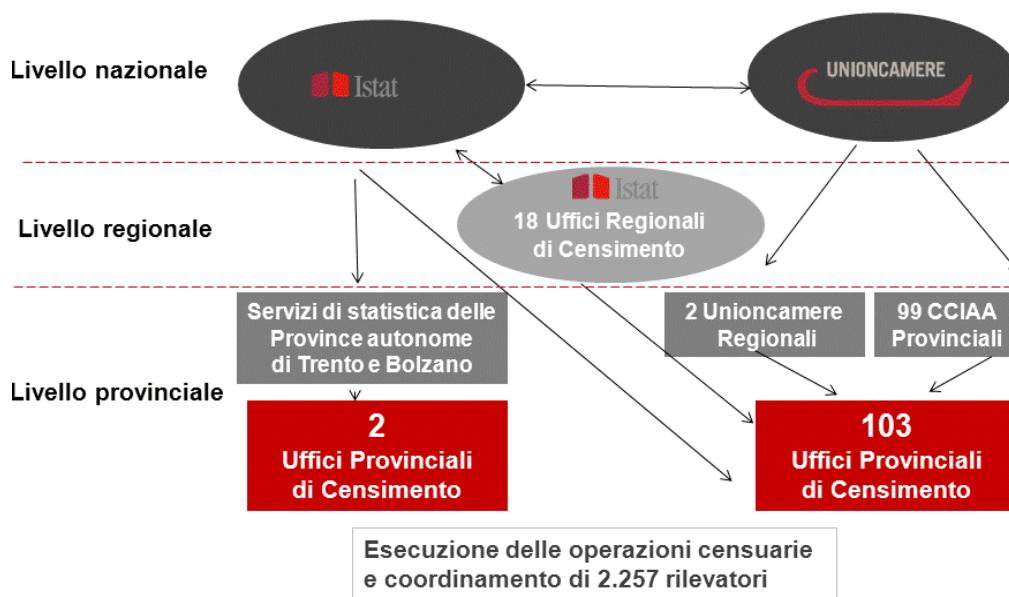 Livello nazionale
Istat
UNIONCAMERE
Livello regionale
Istat
18 Uffici Regionali
di Censimento
Servizi di statistica delle
Province autonome
di Trento e Bolzano
2 Unioncamere
Regionali
99 CCIAA
Provinciali
Livello provinciale
2
Uffici Provinciali
di Censimento
103
Uffici Provinciali
di Censimento
Esecuzione delle operazioni censuarie
e coordinamento di 2.257 rilevatori